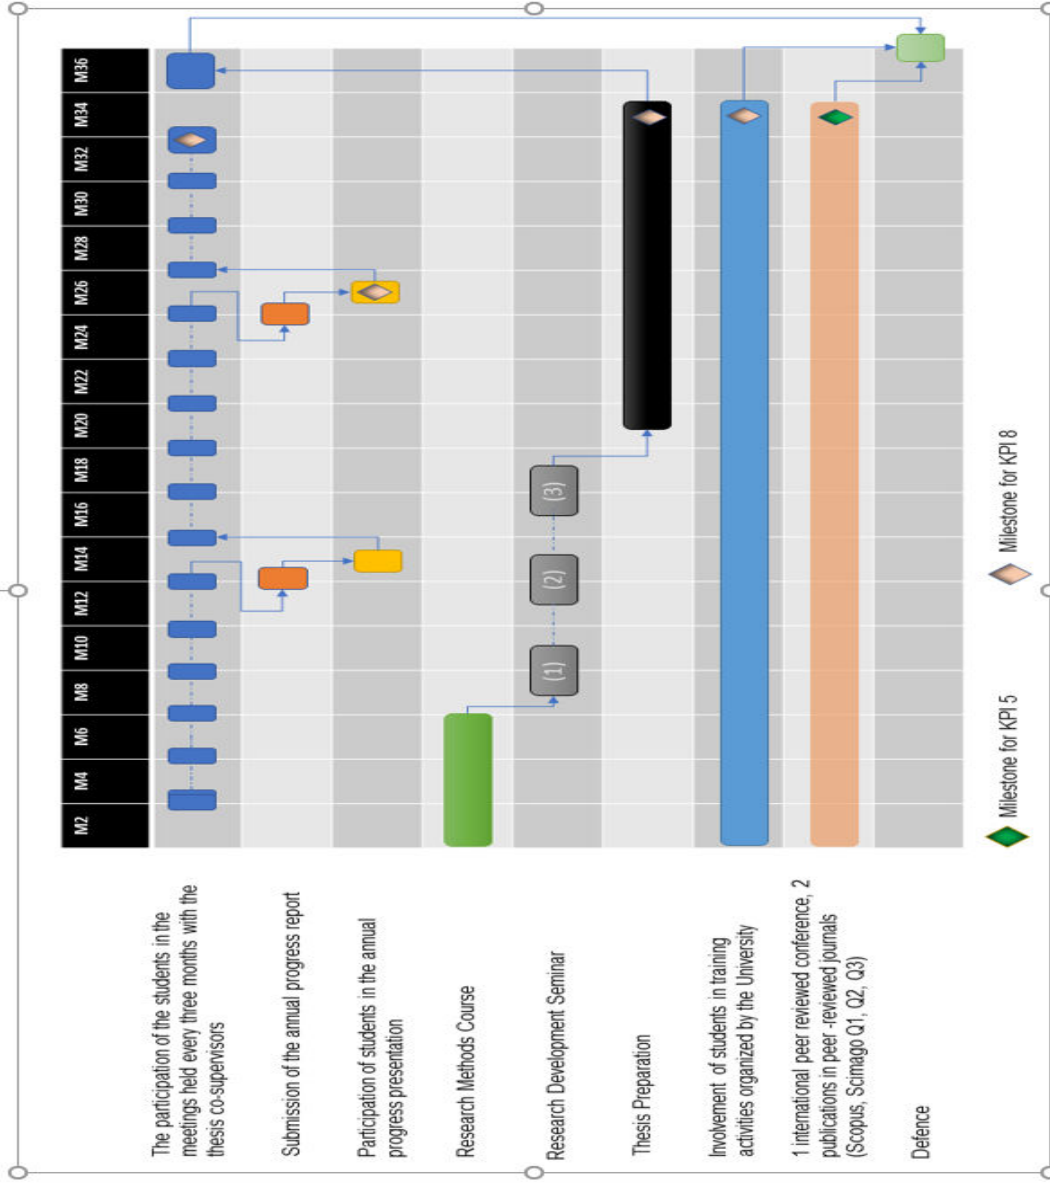 M2 M4 M6 M8 M10 M12 M14 M16 M18 M20 M22 M24 M26 M28 M30 M32 M34 M36
The participation of the students in the
meetings held every three months with the
thesis co-supervisors
Submission of the annual progress report
Participation of students in the annual
progress presentation
Research Methods Course
Research Development Seminar
(1) (2) (3)
Thesis Preparation
Involvement of students in training
activities organized by the University
1 international peer reviewed conference, 2
publications in peer -reviewed journals
(Scopus, Scimago Q1, Q2, Q3)
Defence
Milestone for KPI 5
Milestone for KPI 8